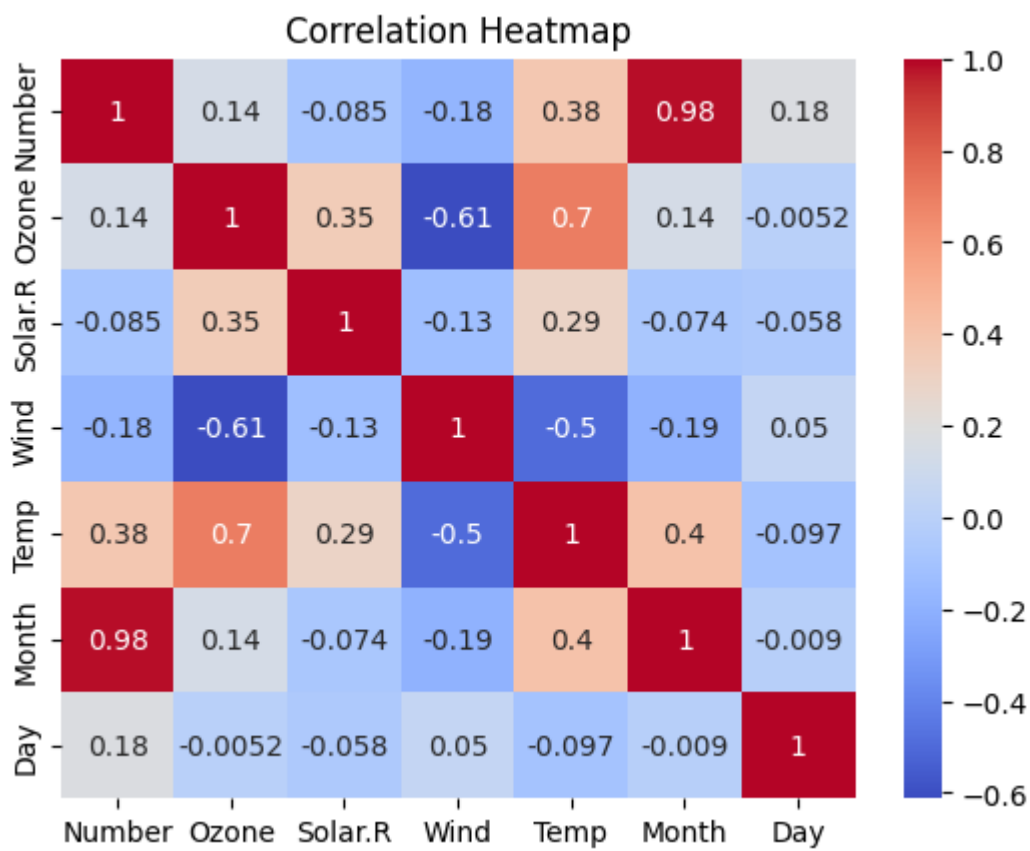 Correlation Heatmap
Number 1 0.14 -0.085 -0.18 0.38 0.98 0.18
Ozone 0.14 1 0.35 -0.61 0.7 0.14 -0.0052
Solar.R -0.085 0.35 1 -0.13 0.29 -0.074 -0.058
Wind -0.18 -0.61 -0.13 1 -0.5 -0.19 0.05
Temp 0.38 0.7 0.29 -0.5 1 0.4 -0.097
Month 0.98 0.14 -0.074 -0.19 0.4 1 -0.009
Day 0.18 -0.0052 -0.058 0.05 -0.097 -0.009 1
Number Ozone Solar.R Wind Temp Month Day
1.0
0.8
0.6
0.4
0.2
0.0
−0.2
−0.4
−0.6